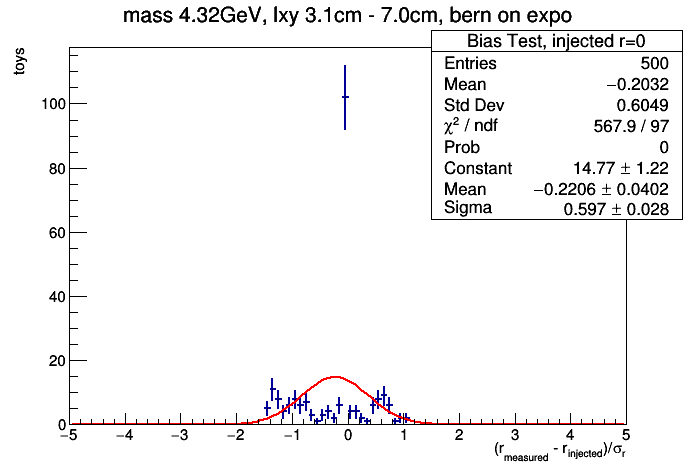 mass 4.32GeV, lxy 3.1cm - 7.0cm, bern on expo
Bias Test, injected r=0
Entries 500
Mean −0.2032
Std Dev 0.6049
χ² / ndf 567.9 / 97
Prob 0
Constant 14.77 ± 1.22
Mean −0.2206 ± 0.0402
Sigma 0.597 ± 0.028
toys
100
80
60
40
20
0
−5 −4 −3 −2 −1 0 1 2 3 4 5
(r_measured - r_injected)/σ_r